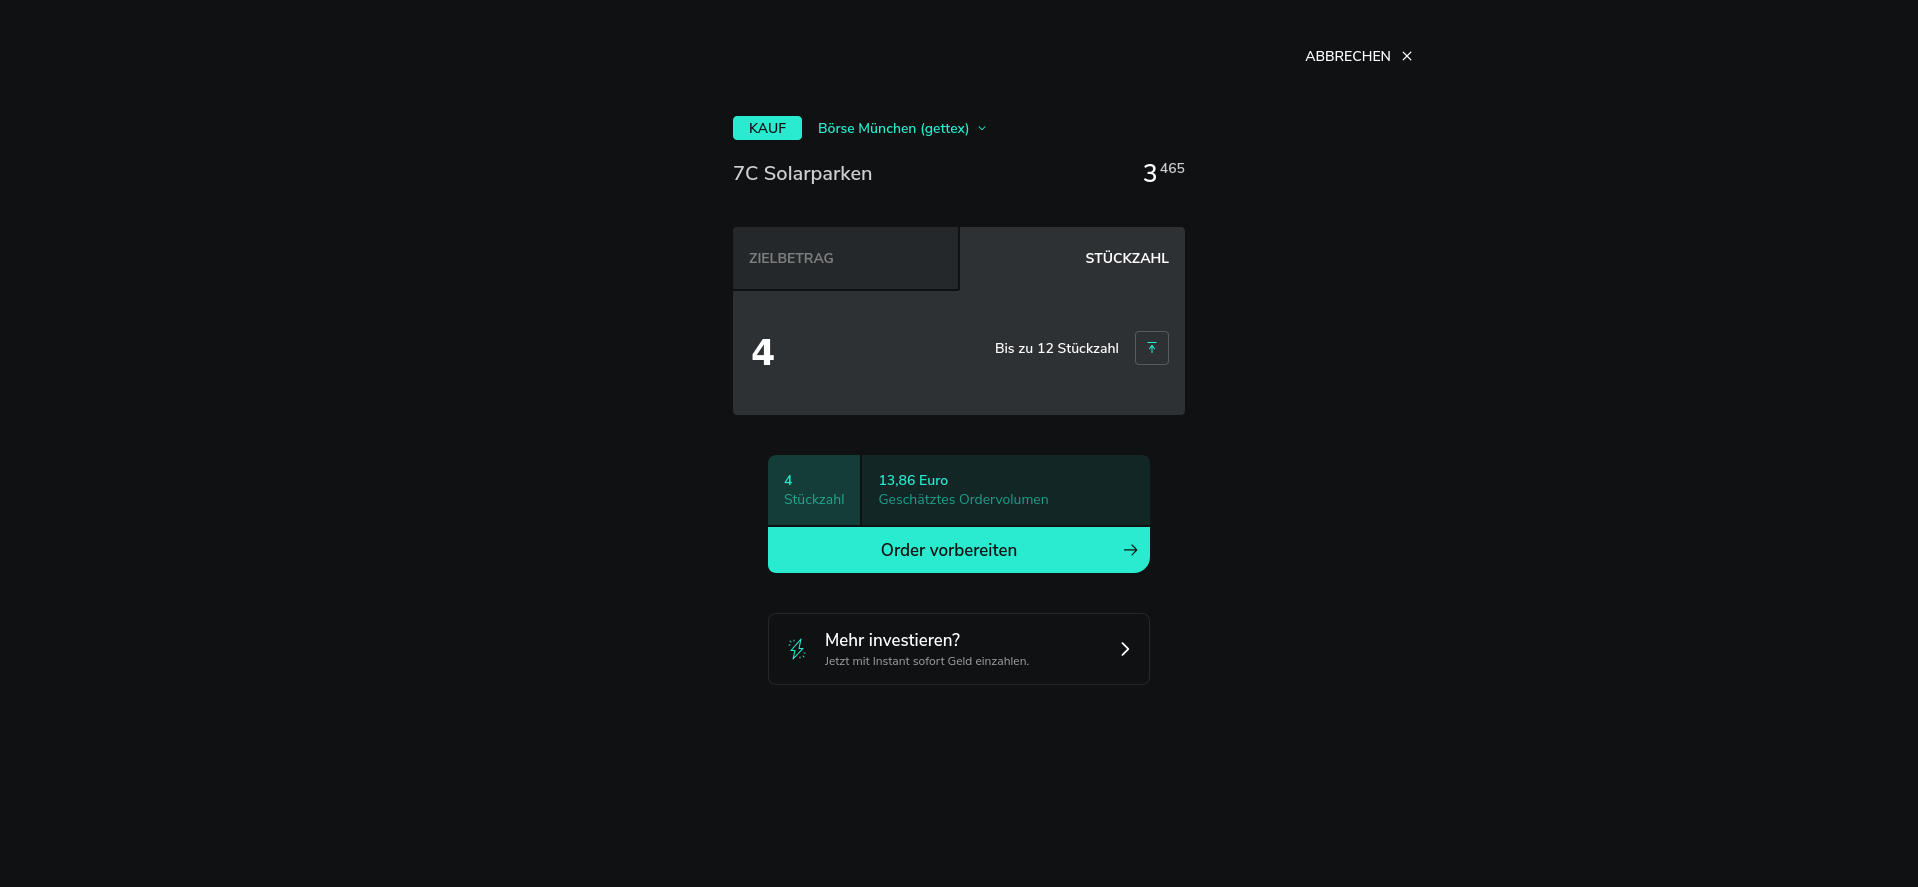 ABBRECHEN
KAUF Börse München (gettex)
7C Solarparken 3 465
ZIELBETRAG STÜCKZAHL
4 Bis zu 12 Stückzahl
4 13,86 Euro
Stückzahl Geschätztes Ordervolumen
Order vorbereiten
Mehr investieren?
Jetzt mit Instant sofort Geld einzahlen.